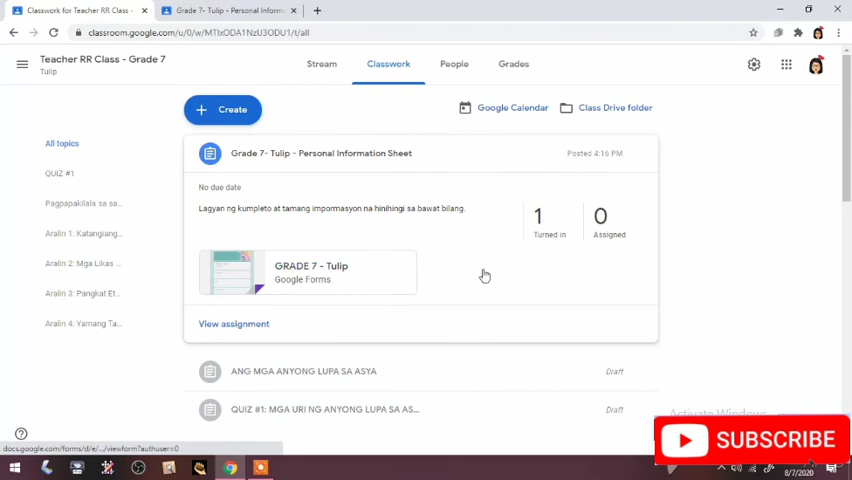 Classwork for Teacher RR Class -
Grade 7- Tulip - Personal Inform
classroom.google.com/u/0/w/MTIxODA1NzU3ODU1/t/all
Teacher RR Class - Grade 7
Tulip
Stream
Classwork
People
Grades
Create
Google Calendar
Class Drive folder
All topics
QUIZ #1
Pagpapakilala sa sa...
Aralin 1: Katangiang...
Aralin 2: Mga Likas ...
Aralin 3: Pangkat Et...
Aralin 4: Yamang Ta...
Grade 7- Tulip - Personal Information Sheet
Posted 4:16 PM
No due date
Lagyan ng kumpleto at tamang impormasyon na hinihingi sa bawat bilang.
1
Turned in
0
Assigned
GRADE 7 - Tulip
Google Forms
View assignment
ANG MGA ANYONG LUPA SA ASYA
Draft
QUIZ #1: MGA URI NG ANYONG LUPA SA AS...
Draft
Activate Windows
SUBSCRIBE
docs.google.com/forms/d/e/.../viewform?authuser=0
8/7/2020